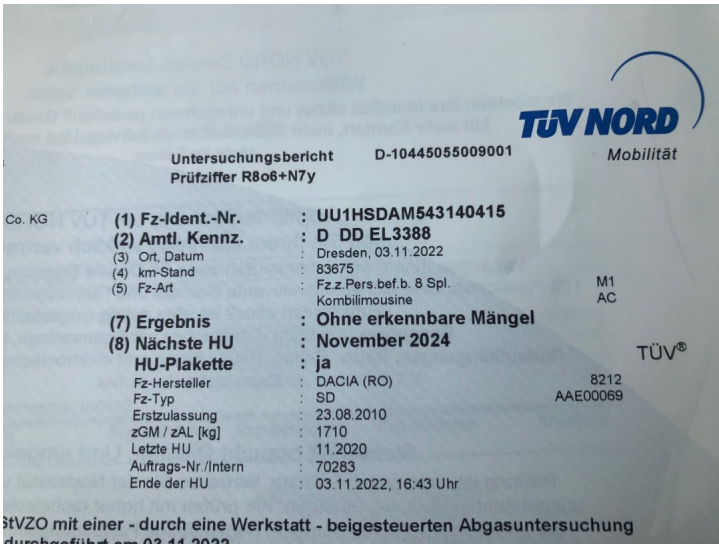 TÜV NORD
Mobilität
Untersuchungsbericht D-10445055009001
Prüfziffer R8o6+N7y
Co. KG
(1) Fz-Ident.-Nr. : UU1HSDAM543140415
(2) Amtl. Kennz. : D DD EL3388
(3) Ort, Datum : Dresden, 03.11.2022
(4) km-Stand : 83675
(5) Fz-Art : Fz.z.Pers.bef.b. 8 Spl. M1
Kombilimousine AC
(7) Ergebnis : Ohne erkennbare Mängel
(8) Nächste HU : November 2024
TÜV®
HU-Plakette : ja
Fz-Hersteller : DACIA (RO) 8212
Fz-Typ : SD AAE00069
Erstzulassung : 23.08.2010
zGM / zAL [kg] : 1710
Letzte HU : 11.2020
Auftrags-Nr./Intern : 70283
Ende der HU : 03.11.2022, 16:43 Uhr
StVZO mit einer - durch eine Werkstatt - beigesteuerten Abgasuntersuchung
durchgeführt am 03.11.2022